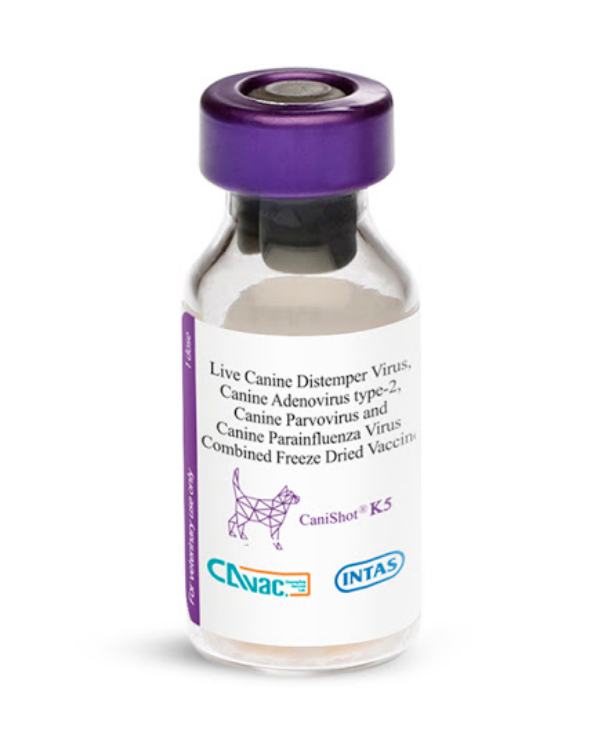 Live Canine Distemper Virus,
Canine Adenovirus type-2,
Canine Parvovirus and
Canine Parainfluenza Virus
Combined Freeze Dried Vaccine
CaniShot® K5
CAvac.
INTAS
1 dose
For veterinary use only